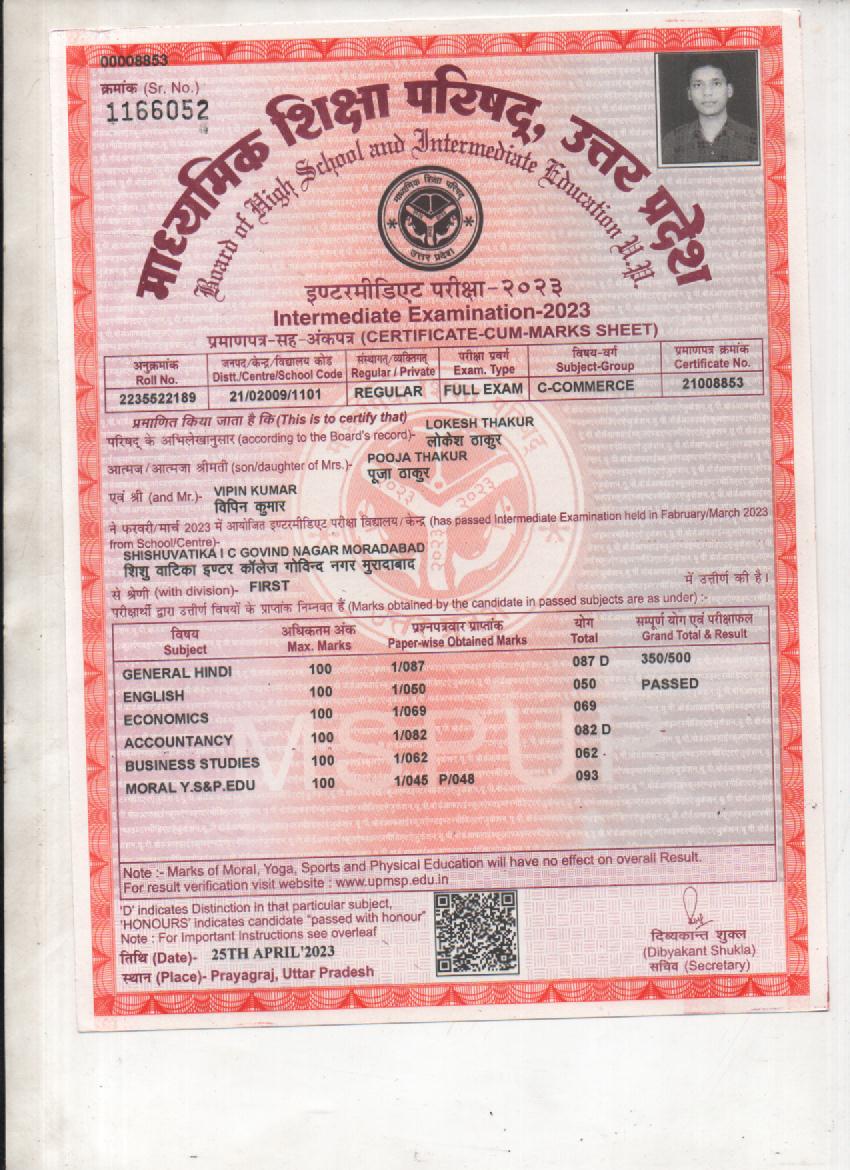 00008853
क्रमांक (Sr. No.)
1166052
माध्यमिक शिक्षा परिषद्, उत्तर प्रदेश
Board of High School and Intermediate Education U.P.
माध्यमिक शिक्षा परिषद्
उत्तर प्रदेश
इण्टरमीडिएट परीक्षा-२०२३
Intermediate Examination-2023
प्रमाणपत्र-सह-अंकपत्र (CERTIFICATE-CUM-MARKS SHEET)
अनुक्रमांक जनपद/केन्द्र/विद्यालय कोड संस्थागत/व्यक्तिगत परीक्षा प्रवर्ग विषय-वर्ग प्रमाणपत्र क्रमांक
Roll No. Distt./Centre/School Code Regular / Private Exam. Type Subject-Group Certificate No.
2235522189 21/02009/1101 REGULAR FULL EXAM C-COMMERCE 21008853
प्रमाणित किया जाता है कि (This is to certify that) LOKESH THAKUR
परिषद् के अभिलेखानुसार (according to the Board's record)- लोकेश ठाकुर
POOJA THAKUR
आत्मज/आत्मजा श्रीमती (son/daughter of Mrs.)- पूजा ठाकुर
VIPIN KUMAR
एवं श्री (and Mr.)- विपिन कुमार
ने फरवरी/मार्च 2023 में आयोजित इण्टरमीडिएट परीक्षा विद्यालय/केन्द्र (has passed Intermediate Examination held in Fabruary/March 2023
from School/Centre)-
SHISHUVATIKA I C GOVIND NAGAR MORADABAD
शिशु वाटिका इण्टर कॉलेज गोविन्द नगर मुरादाबाद
से श्रेणी (with division)- FIRST में उत्तीर्ण की है।
परीक्षार्थी द्वारा उत्तीर्ण विषयों के प्राप्तांक निम्नवत हैं (Marks obtained by the candidate in passed subjects are as under) :-
विषय अधिकतम अंक प्रश्नपत्रवार प्राप्तांक योग सम्पूर्ण योग एवं परीक्षाफल
Subject Max. Marks Paper-wise Obtained Marks Total Grand Total & Result
GENERAL HINDI 100 1/087 087 D 350/500
ENGLISH 100 1/050 050 PASSED
ECONOMICS 100 1/069 069
ACCOUNTANCY 100 1/082 082 D
BUSINESS STUDIES 100 1/062 062
MORAL Y.S&P.EDU 100 1/045 P/048 093
MSPUP
Note :- Marks of Moral, Yoga, Sports and Physical Education will have no effect on overall Result.
For result verification visit website : www.upmsp.edu.in
'D' indicates Distinction in that particular subject,
'HONOURS' indicates candidate "passed with honour"
Note : For Important Instructions see overleaf
तिथि (Date)- 25TH APRIL'2023
स्थान (Place)- Prayagraj, Uttar Pradesh
दिब्यकान्त शुक्ल
(Dibyakant Shukla)
सचिव (Secretary)